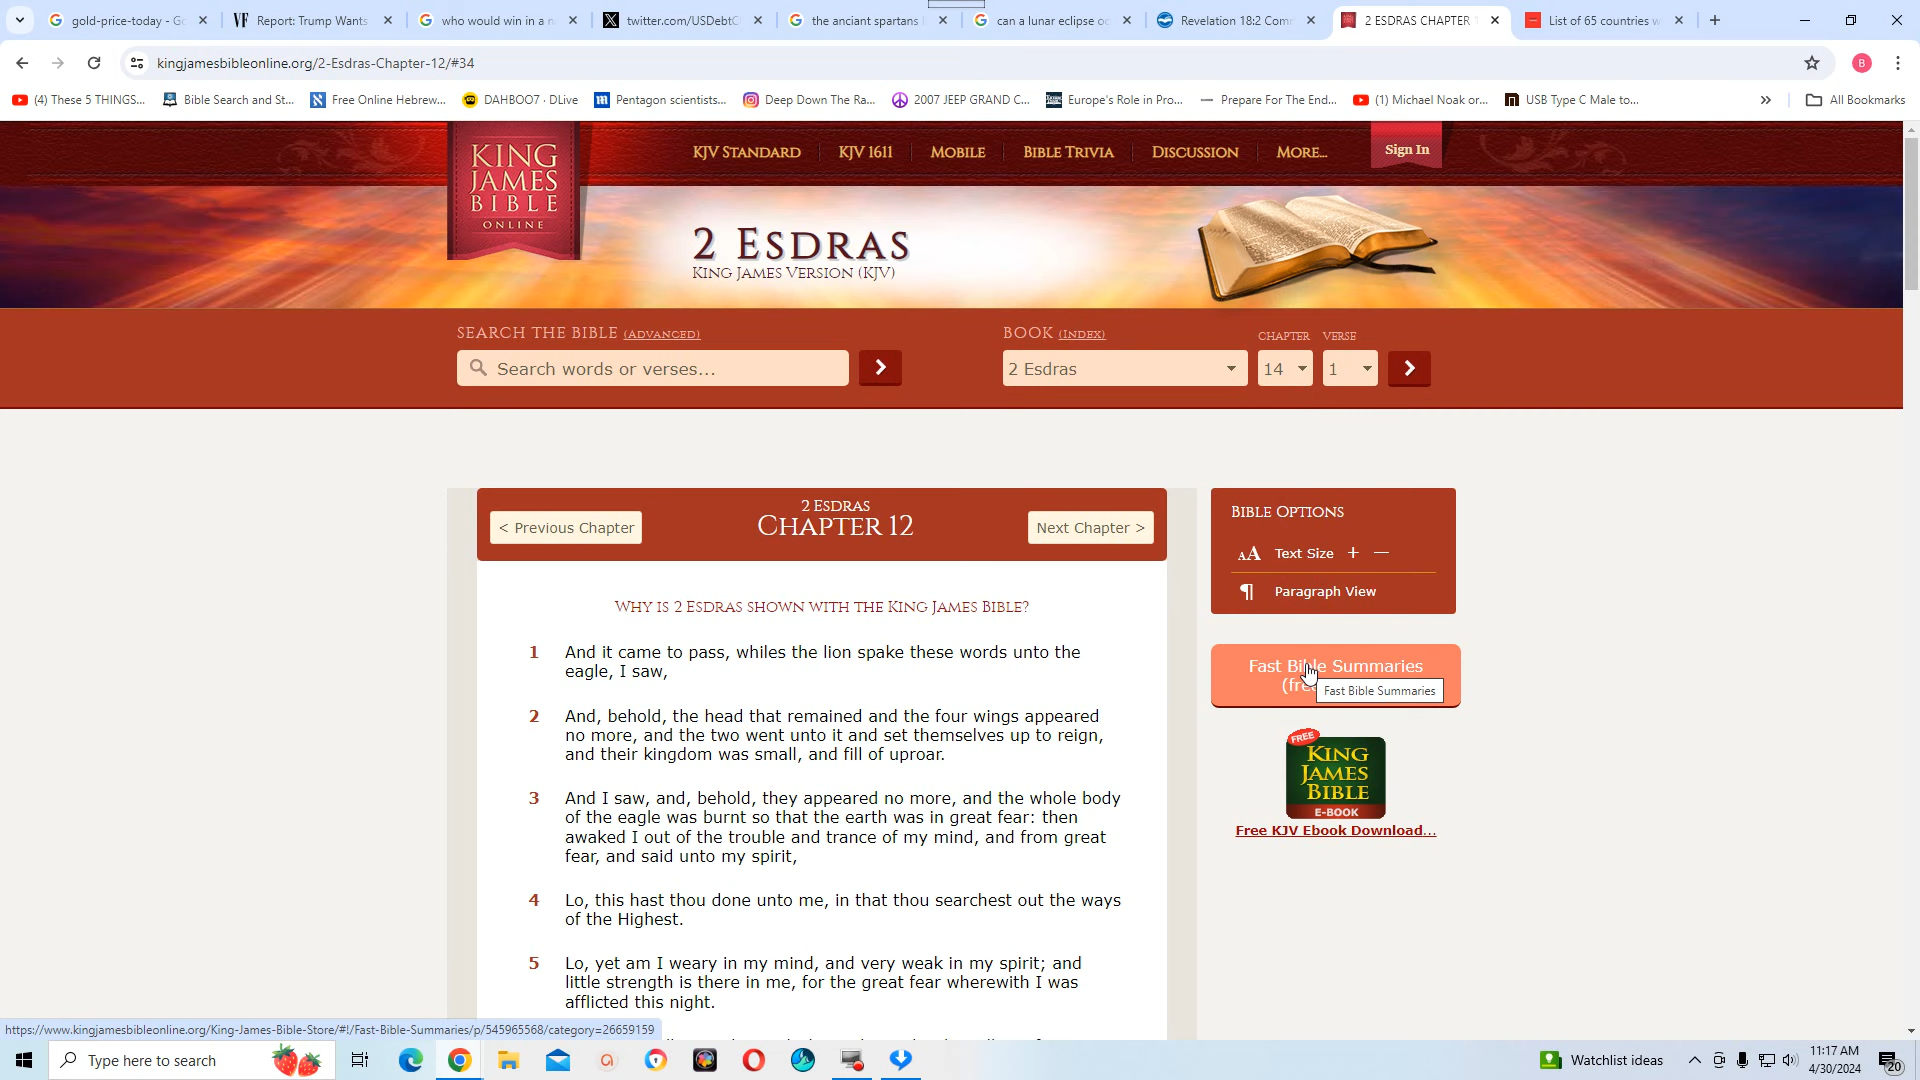 gold-price-today - Go
Report: Trump Wants
who would win in a n
twitter.com/USDebtC
the anciant spartans
can a lunar eclipse oc
Revelation 18:2 Comm
2 ESDRAS CHAPTER 1
List of 65 countries w
kingjamesbibleonline.org/2-Esdras-Chapter-12/#34
B
(4) These 5 THINGS...
Bible Search and St...
Free Online Hebrew...
DAHBOO7 · DLive
Pentagon scientists...
Deep Down The Ra...
2007 JEEP GRAND C...
Europe's Role in Pro...
Prepare For The End...
(1) Michael Noak or...
USB Type C Male to...
All Bookmarks
KING
JAMES
BIBLE
ONLINE
KJV STANDARD
KJV 1611
MOBILE
BIBLE TRIVIA
DISCUSSION
MORE...
Sign In
2 ESDRAS
KING JAMES VERSION (KJV)
SEARCH THE BIBLE (ADVANCED)
BOOK (INDEX)
CHAPTER
VERSE
Search words or verses...
2 Esdras
14
1
2 ESDRAS
CHAPTER 12
< Previous Chapter
Next Chapter >
WHY IS 2 ESDRAS SHOWN WITH THE KING JAMES BIBLE?
1 And it came to pass, whiles the lion spake these words unto the
eagle, I saw,
2 And, behold, the head that remained and the four wings appeared
no more, and the two went unto it and set themselves up to reign,
and their kingdom was small, and fill of uproar.
3 And I saw, and, behold, they appeared no more, and the whole body
of the eagle was burnt so that the earth was in great fear: then
awaked I out of the trouble and trance of my mind, and from great
fear, and said unto my spirit,
4 Lo, this hast thou done unto me, in that thou searchest out the ways
of the Highest.
5 Lo, yet am I weary in my mind, and very weak in my spirit; and
little strength is there in me, for the great fear wherewith I was
afflicted this night.
BIBLE OPTIONS
AA Text Size + —
¶ Paragraph View
Fast Bible Summaries
Fast Bible Summaries
FREE
KING
JAMES
BIBLE
E-BOOK
Free KJV Ebook Download...
https://www.kingjamesbibleonline.org/King-James-Bible-Store/#!/Fast-Bible-Summaries/p/545965568/category=26659159
Type here to search
Watchlist ideas
11:17 AM
4/30/2024
20